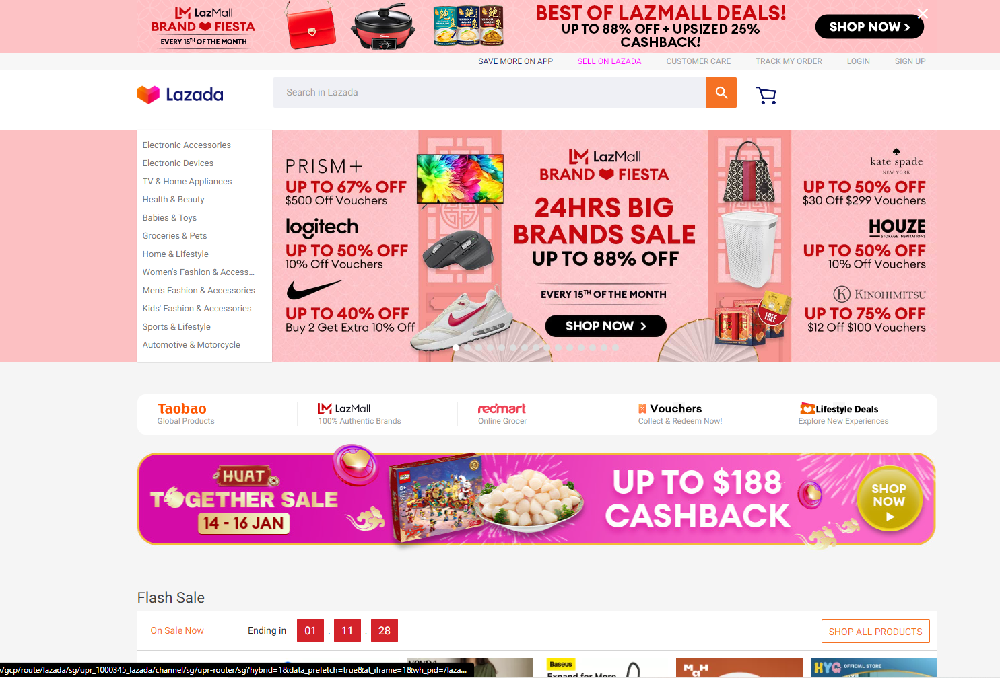 LazMall
BRAND FIESTA
EVERY 15TH OF THE MONTH
BEST OF LAZMALL DEALS!
UP TO 88% OFF + UPSIZED 25%
CASHBACK!
SHOP NOW >
SAVE MORE ON APP
SELL ON LAZADA
CUSTOMER CARE
TRACK MY ORDER
LOGIN
SIGN UP
Lazada
Search in Lazada
Electronic Accessories
Electronic Devices
TV & Home Appliances
Health & Beauty
Babies & Toys
Groceries & Pets
Home & Lifestyle
Women's Fashion & Access...
Men's Fashion & Accessories
Kids' Fashion & Accessories
Sports & Lifestyle
Automotive & Motorcycle
PRISM+
UP TO 67% OFF
$500 Off Vouchers
logitech
UP TO 50% OFF
10% Off Vouchers
UP TO 40% OFF
Buy 2 Get Extra 10% Off
LazMall
BRAND FIESTA
24HRS BIG
BRANDS SALE
UP TO 88% OFF
EVERY 15TH OF THE MONTH
SHOP NOW >
kate spade
NEW YORK
UP TO 50% OFF
$30 Off $299 Vouchers
HOUZE
STORAGE INSPIRATIONS
UP TO 50% OFF
10% Off Vouchers
KINOHIMITSU
UP TO 75% OFF
$12 Off $100 Vouchers
FREE
Taobao
Global Products
LazMall
100% Authentic Brands
redmart
Online Grocer
Vouchers
Collect & Redeem Now!
Lifestyle Deals
Explore New Experiences
HUAT
TOGETHER SALE
14 - 16 JAN
UP TO $188
CASHBACK
SHOP
NOW
Flash Sale
On Sale Now
Ending in
01 : 11 : 28
SHOP ALL PRODUCTS
/gcp/route/lazada/sg/upr_1000345_lazada/channel/sg/upr-router/sg?hybrid=1&data_prefetch=true&at_iframe=1&wh_pid=/laza...
Baseus
Expand for More
MGH
HYG OFFICIAL STORE